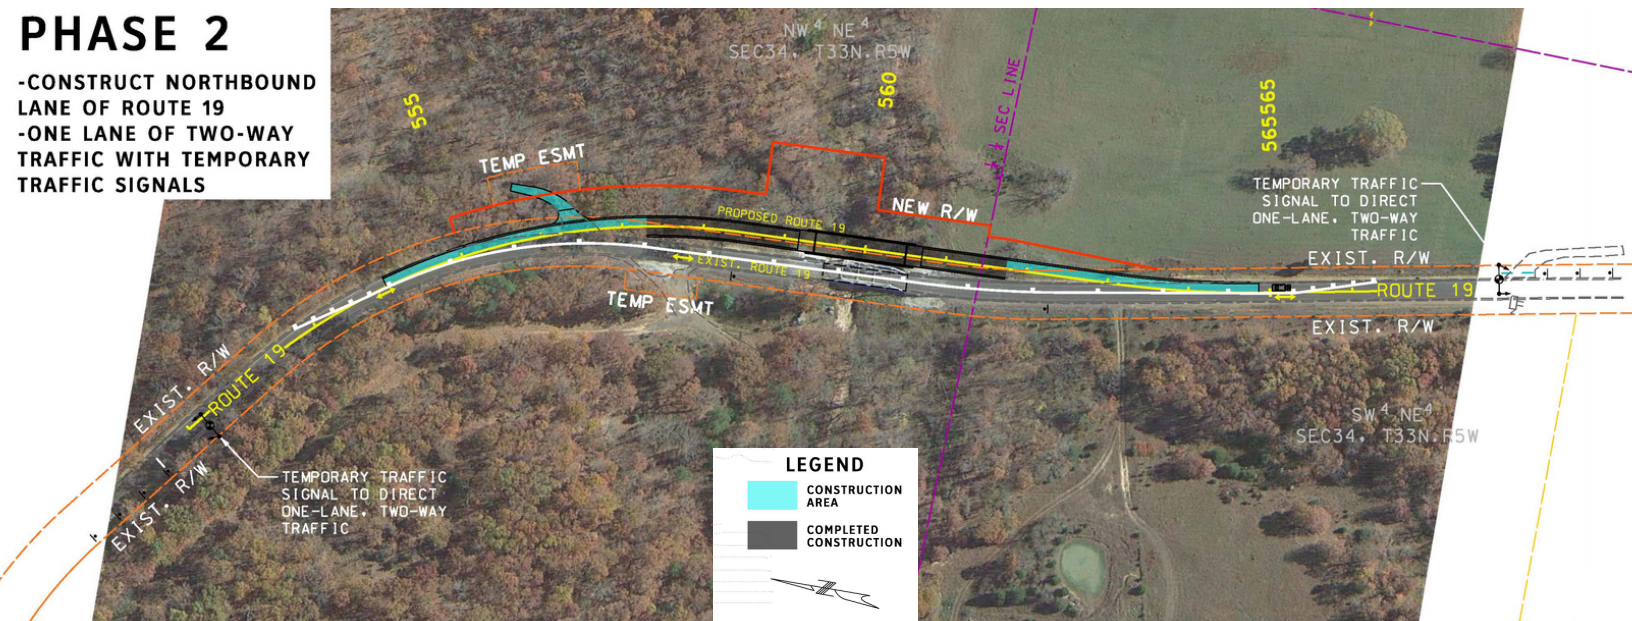 PHASE 2
-CONSTRUCT NORTHBOUND
LANE OF ROUTE 19
-ONE LANE OF TWO-WAY
TRAFFIC WITH TEMPORARY
TRAFFIC SIGNALS
NW 4 NE 4
SEC34, T33N.R5W
555
560
565565
SEC LINE
TEMP ESMT
PROPOSED ROUTE 19
NEW R/W
EXIST. ROUTE 19
TEMP ESMT
TEMPORARY TRAFFIC
SIGNAL TO DIRECT
ONE-LANE, TWO-WAY
TRAFFIC
EXIST. R/W
ROUTE 19
EXIST. R/W
EXIST. R/W
ROUTE 19
EXIST. R/W
TEMPORARY TRAFFIC
SIGNAL TO DIRECT
ONE-LANE, TWO-WAY
TRAFFIC
SW 4 NE 4
SEC34, T33N.R5W
LEGEND
CONSTRUCTION
AREA
COMPLETED
CONSTRUCTION